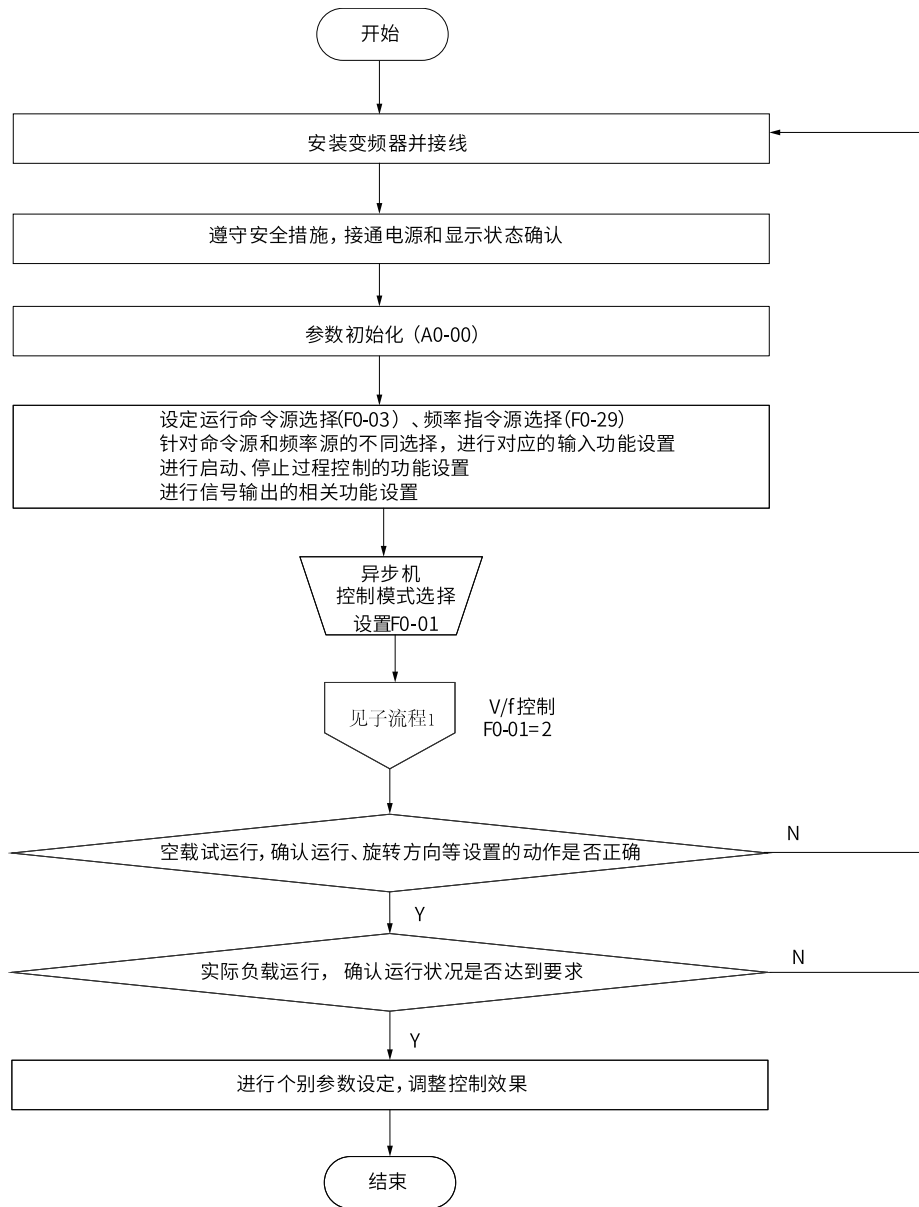 开始
安装变频器并接线
遵守安全措施，接通电源和显示状态确认
参数初始化（A0-00）
设定运行命令源选择(F0-03）、频率指令源选择(F0-29)
针对命令源和频率源的不同选择，进行对应的输入功能设置
进行启动、停止过程控制的功能设置
进行信号输出的相关功能设置
异步机
控制模式选择
设置F0-01
见子流程1
V/f控制
F0-01=2
空载试运行，确认运行、旋转方向等设置的动作是否正确
N
Y
实际负载运行， 确认运行状况是否达到要求
N
Y
进行个别参数设定，调整控制效果
结束